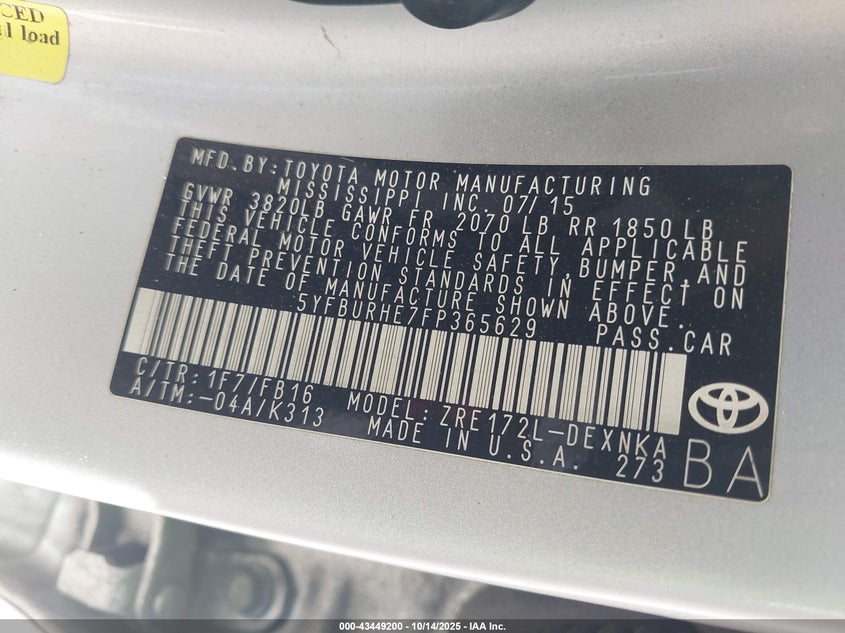 CED
al load
MFD.BY:TOYOTA MOTOR MANUFACTURING
MISSISSIPPI INC. 07/15
GVWR 3820LB GAWR FR 2070 LB RR 1850 LB
THIS VEHICLE CONFORMS TO ALL APPLICABLE
FEDERAL MOTOR VEHICLE SAFETY,BUMPER,AND
THEFT PREVENTION STANDARDS IN EFFECT ON
THE DATE OF MANUFACTURE SHOWN ABOVE.
5YFBURHE7FP365629 PASS.CAR
C/TR:1F7/FB16 MODEL:ZRE172L-DEXNKA
A/TM:-04A/K313 MADE IN U.S.A. 273
BA
000-43449200 - 10/14/2025 - IAA Inc.